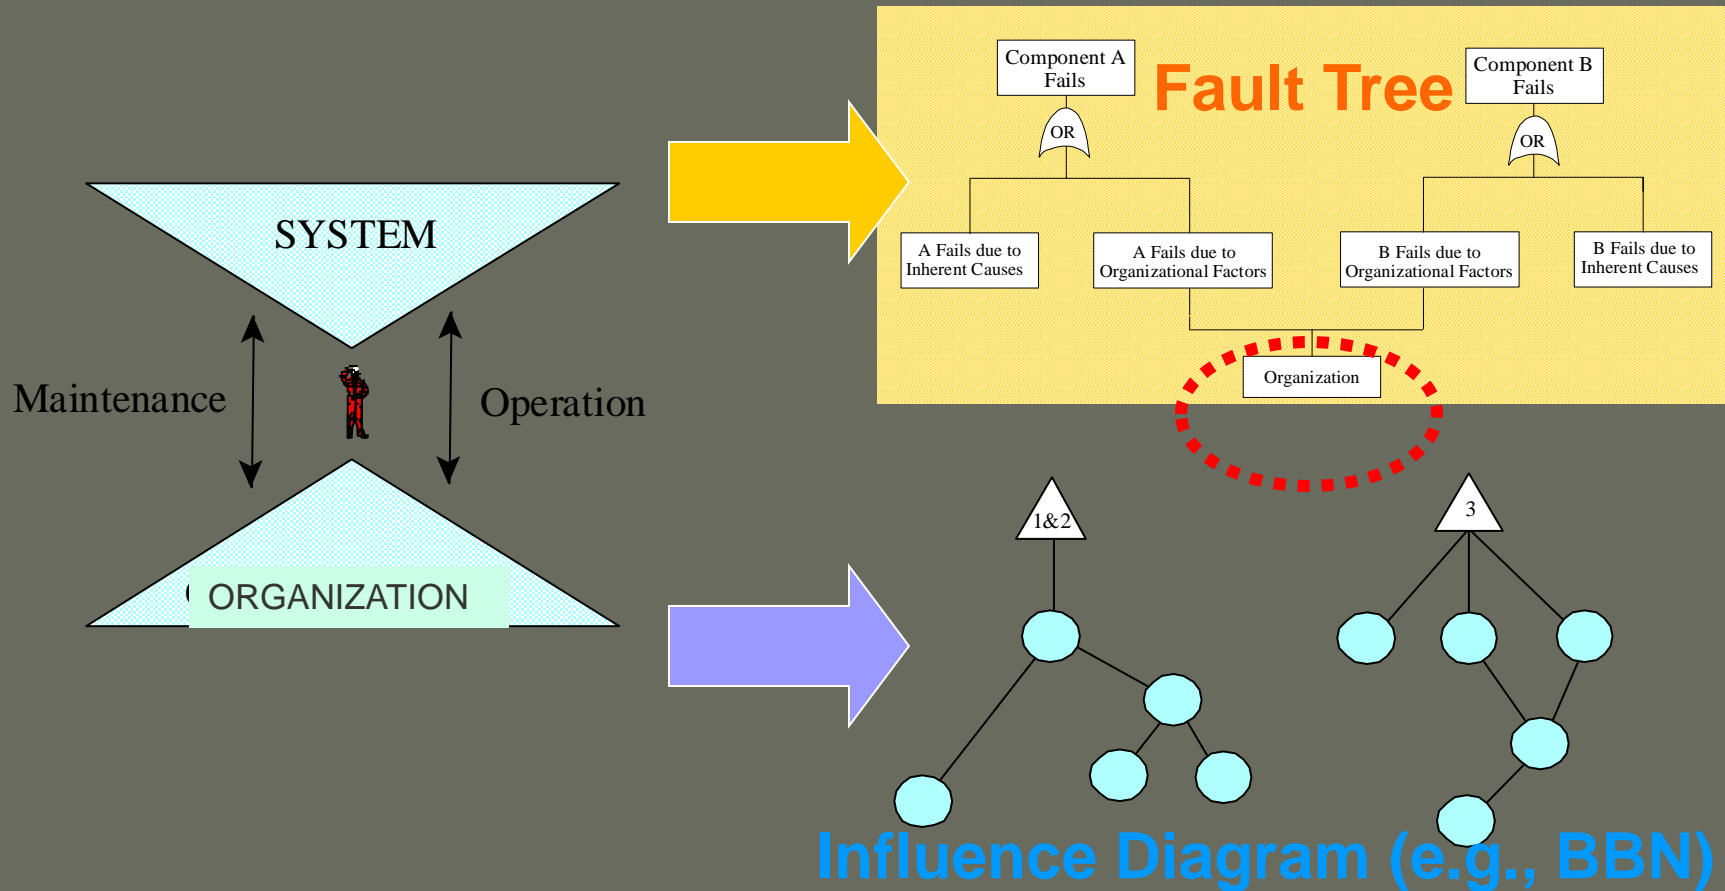 SYSTEM
Maintenance
Operation
ORGANIZATION
Fault Tree
Component A
Fails
OR
A Fails due to
Inherent Causes
A Fails due to
Organizational Factors
Component B
Fails
OR
B Fails due to
Organizational Factors
B Fails due to
Inherent Causes
Organization
1&2
3
Influence Diagram (e.g., BBN)